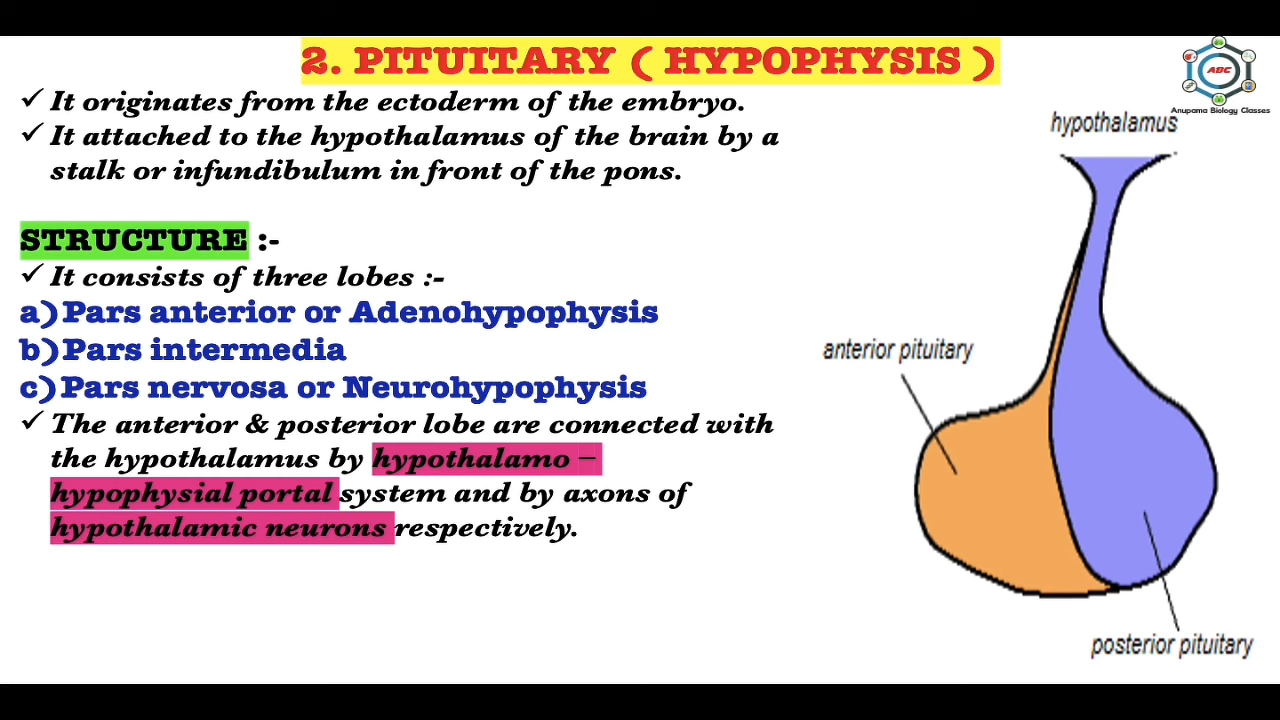 2. PITUITARY ( HYPOPHYSIS )
ABC
Anupama Biology Classes
✓ It originates from the ectoderm of the embryo.
✓ It attached to the hypothalamus of the brain by a
stalk or infundibulum in front of the pons.
STRUCTURE :-
✓ It consists of three lobes :-
a)Pars anterior or Adenohypophysis
b)Pars intermedia
c)Pars nervosa or Neurohypophysis
✓ The anterior & posterior lobe are connected with
the hypothalamus by hypothalamo –
hypophysial portal system and by axons of
hypothalamic neurons respectively.
hypothalamus
anterior pituitary
posterior pituitary